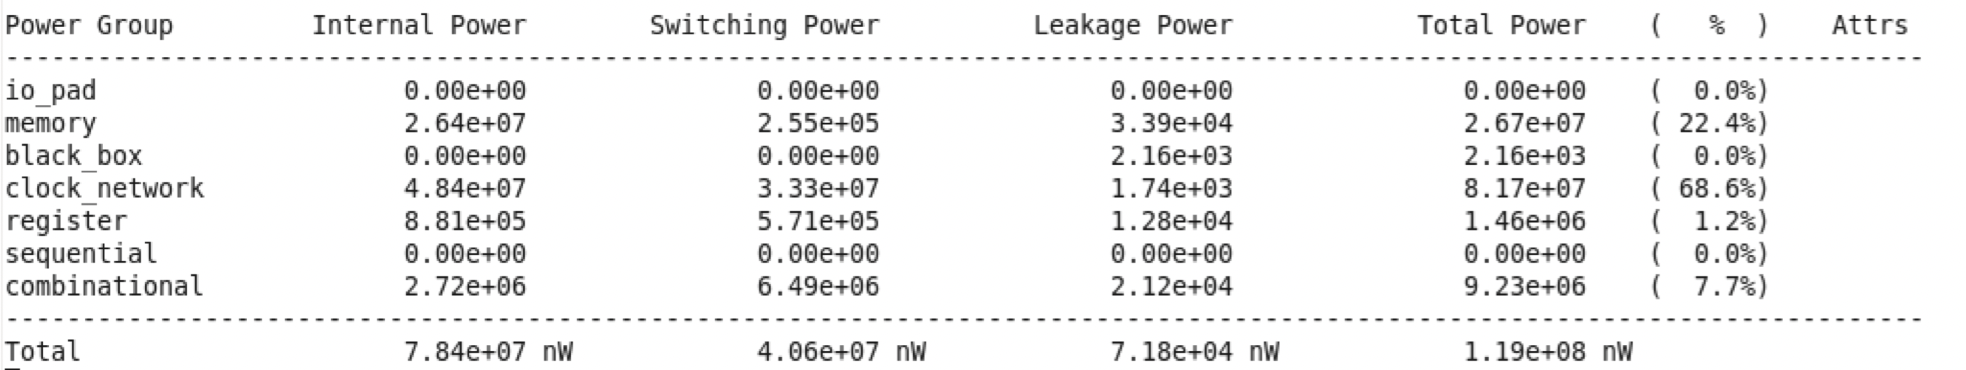 Power Group         Internal Power        Switching Power          Leakage Power            Total Power    (   %  )    Attrs
------------------------------------------------------------------------------------------------------------------------------
io_pad                    0.00e+00               0.00e+00               0.00e+00               0.00e+00    (  0.0%)
memory                    2.64e+07               2.55e+05               3.39e+04               2.67e+07    ( 22.4%)
black_box                 0.00e+00               0.00e+00               2.16e+03               2.16e+03    (  0.0%)
clock_network             4.84e+07               3.33e+07               1.74e+03               8.17e+07    ( 68.6%)
register                  8.81e+05               5.71e+05               1.28e+04               1.46e+06    (  1.2%)
sequential                0.00e+00               0.00e+00               0.00e+00               0.00e+00    (  0.0%)
combinational             2.72e+06               6.49e+06               2.12e+04               9.23e+06    (  7.7%)
------------------------------------------------------------------------------------------------------------------------------
Total                     7.84e+07 nW            4.06e+07 nW            7.18e+04 nW            1.19e+08 nW